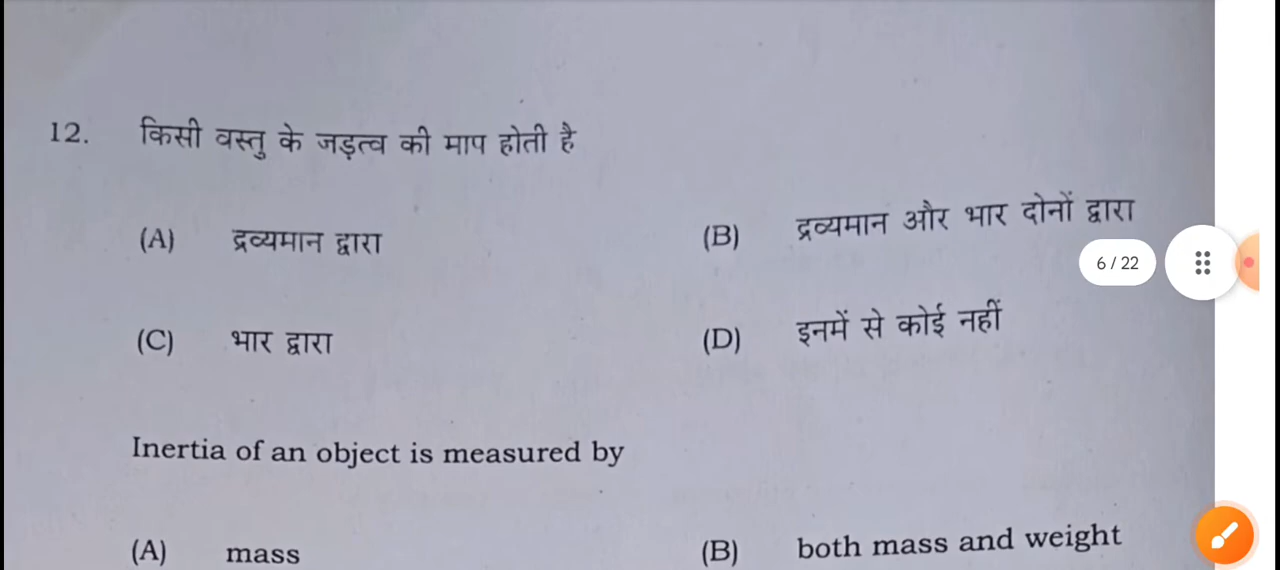 12. किसी वस्तु के जड़त्व की माप होती है
(A) द्रव्यमान द्वारा (B) द्रव्यमान और भार दोनों द्वारा
6 / 22
(C) भार द्वारा (D) इनमें से कोई नहीं
Inertia of an object is measured by
(A) mass (B) both mass and weight